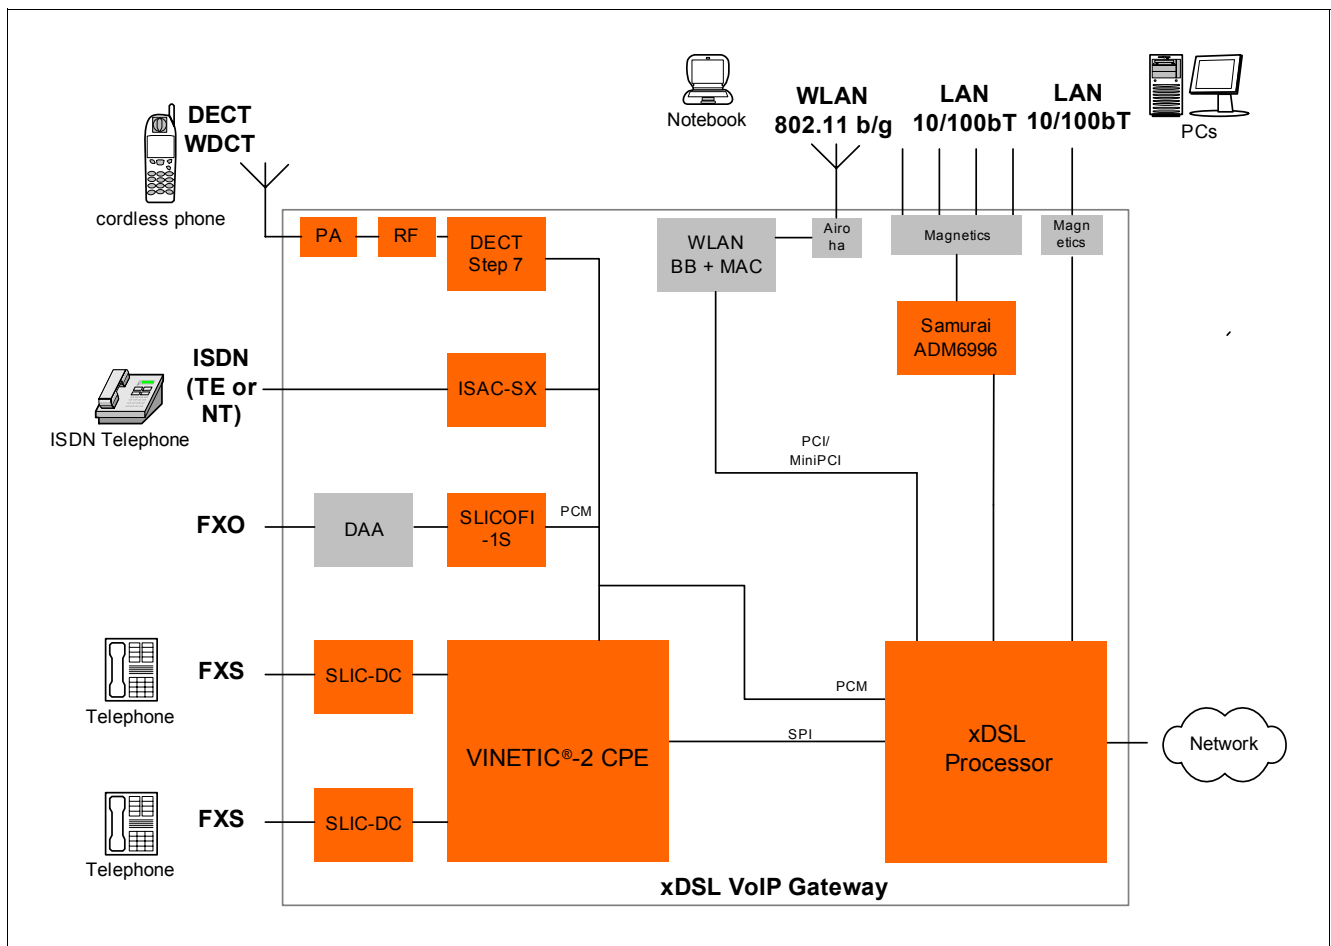 Notebook
WLAN
802.11 b/g
LAN
10/100bT
LAN
10/100bT
PCs
DECT
WDCT
cordless phone
PA
RF
DECT
Step 7
WLAN
BB + MAC
Airo
ha
Magnetics
Magn
etics
Samurai
ADM6996
ISDN
(TE or
NT)
ISDN Telephone
ISAC-SX
PCI/
MiniPCI
FXO
DAA
SLICOFI
-1S
PCM
Telephone
FXS
SLIC-DC
VINETIC®-2 CPE
PCM
SPI
xDSL
Processor
Network
Telephone
FXS
SLIC-DC
xDSL VoIP Gateway